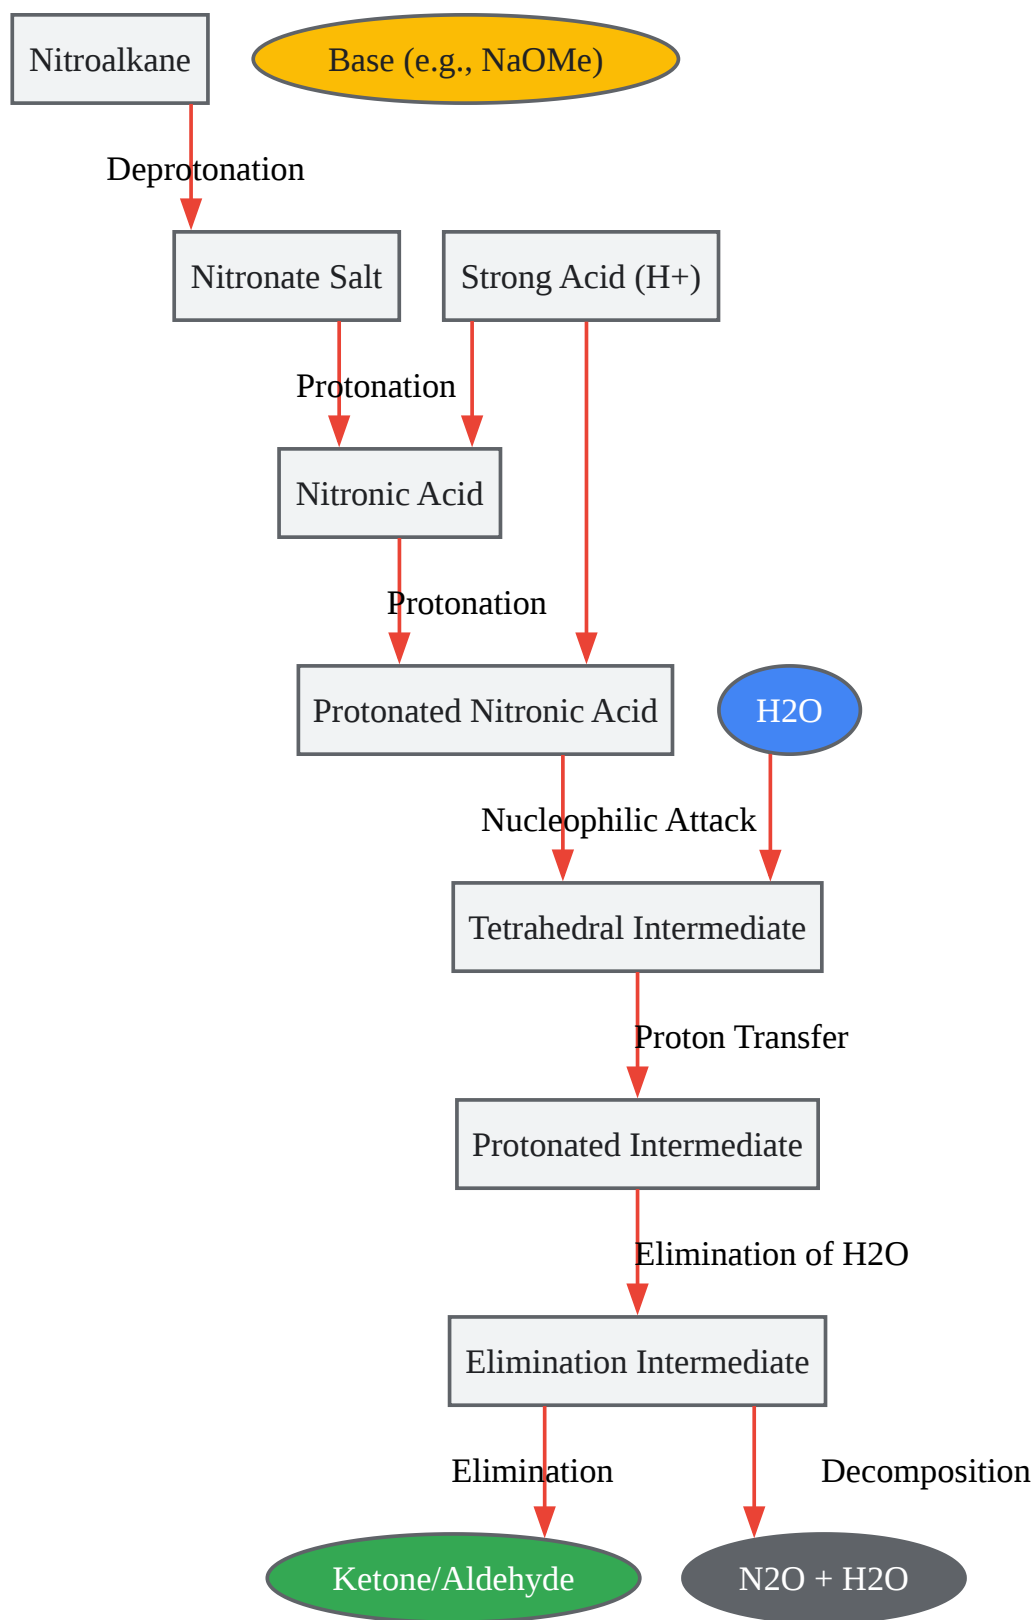 Nitroalkane
Base (e.g., NaOMe)
Deprotonation
Nitronate Salt
Strong Acid (H+)
Protonation
Nitronic Acid
Protonation
Protonated Nitronic Acid
H2O
Nucleophilic Attack
Tetrahedral Intermediate
Proton Transfer
Protonated Intermediate
Elimination of H2O
Elimination Intermediate
Elimination
Decomposition
Ketone/Aldehyde
N2O + H2O